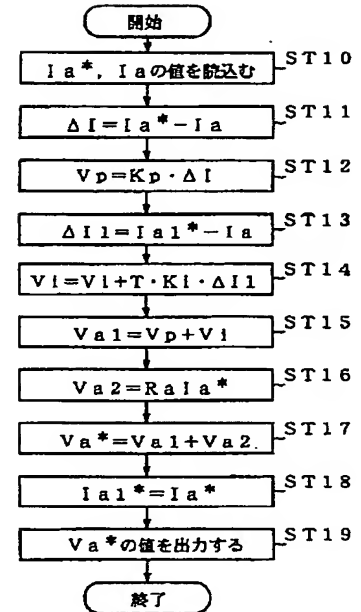 開始
Ia*, Iaの値を読込む ST10
ΔI=Ia*-Ia ST11
Vp=Kp・ΔI ST12
ΔI1=Ia1*-Ia ST13
Vi=Vi+T・Ki・ΔI1 ST14
Va1=Vp+Vi ST15
Va2=RaIa* ST16
Va*=Va1+Va2 ST17
Ia1*=Ia* ST18
Va*の値を出力する ST19
終了